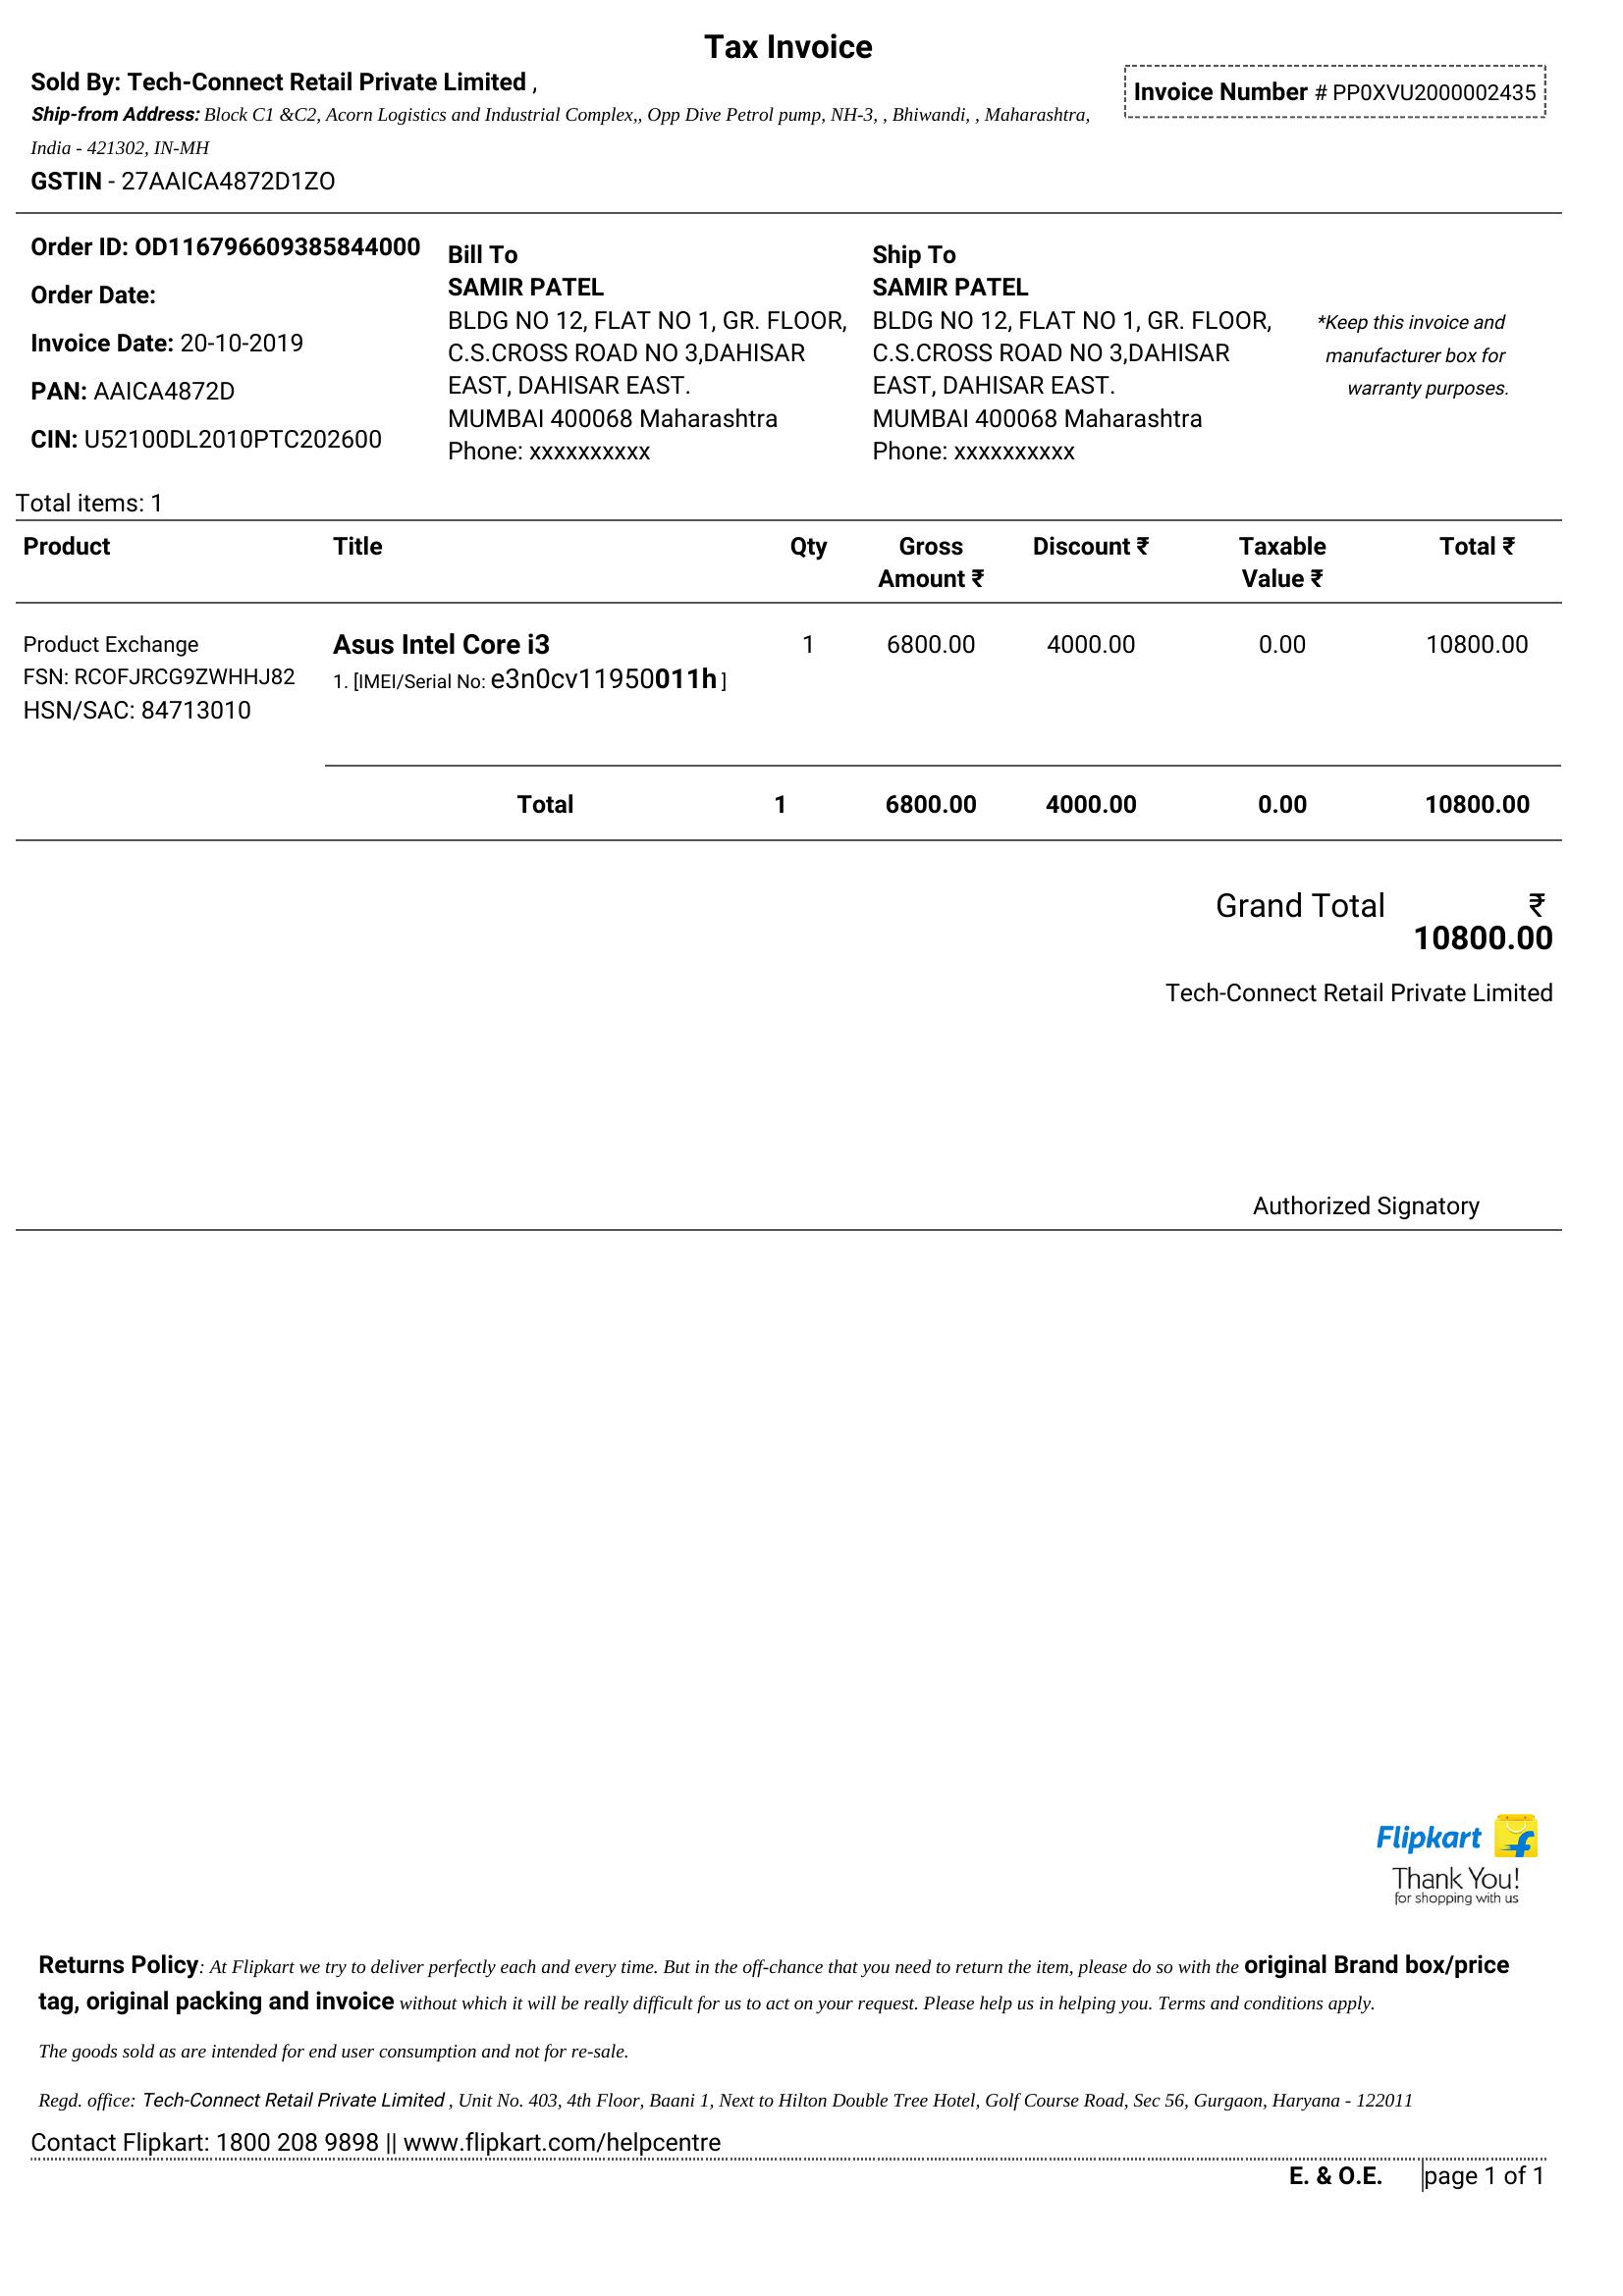 Tax Invoice
Sold By: Tech-Connect Retail Private Limited ,
Invoice Number # PP0XVU2000002435
Ship-from Address: Block C1 &C2, Acorn Logistics and Industrial Complex,, Opp Dive Petrol pump, NH-3, , Bhiwandi, , Maharashtra,
India - 421302, IN-MH
GSTIN - 27AAICA4872D1ZO
Order ID: OD116796609385844000
Order Date:
Invoice Date: 20-10-2019
PAN: AAICA4872D
CIN: U52100DL2010PTC202600
Bill To
SAMIR PATEL
BLDG NO 12, FLAT NO 1, GR. FLOOR,
C.S.CROSS ROAD NO 3,DAHISAR
EAST, DAHISAR EAST.
MUMBAI 400068 Maharashtra
Phone: xxxxxxxxxx
Ship To
SAMIR PATEL
BLDG NO 12, FLAT NO 1, GR. FLOOR,
C.S.CROSS ROAD NO 3,DAHISAR
EAST, DAHISAR EAST.
MUMBAI 400068 Maharashtra
Phone: xxxxxxxxxx
*Keep this invoice and
manufacturer box for
warranty purposes.
Total items: 1
Product Title Qty Gross Amount ₹ Discount ₹ Taxable Value ₹ Total ₹
Product Exchange
FSN: RCOFJRCG9ZWHHJ82
HSN/SAC: 84713010
Asus Intel Core i3 1 6800.00 4000.00 0.00 10800.00
1. [IMEI/Serial No: e3n0cv11950011h ]
Total 1 6800.00 4000.00 0.00 10800.00
Grand Total ₹
10800.00
Tech-Connect Retail Private Limited
Authorized Signatory
Flipkart
Thank You!
for shopping with us
Returns Policy: At Flipkart we try to deliver perfectly each and every time. But in the off-chance that you need to return the item, please do so with the original Brand box/price
tag, original packing and invoice without which it will be really difficult for us to act on your request. Please help us in helping you. Terms and conditions apply.
The goods sold as are intended for end user consumption and not for re-sale.
Regd. office: Tech-Connect Retail Private Limited , Unit No. 403, 4th Floor, Baani 1, Next to Hilton Double Tree Hotel, Golf Course Road, Sec 56, Gurgaon, Haryana - 122011
Contact Flipkart: 1800 208 9898 || www.flipkart.com/helpcentre
E. & O.E. page 1 of 1